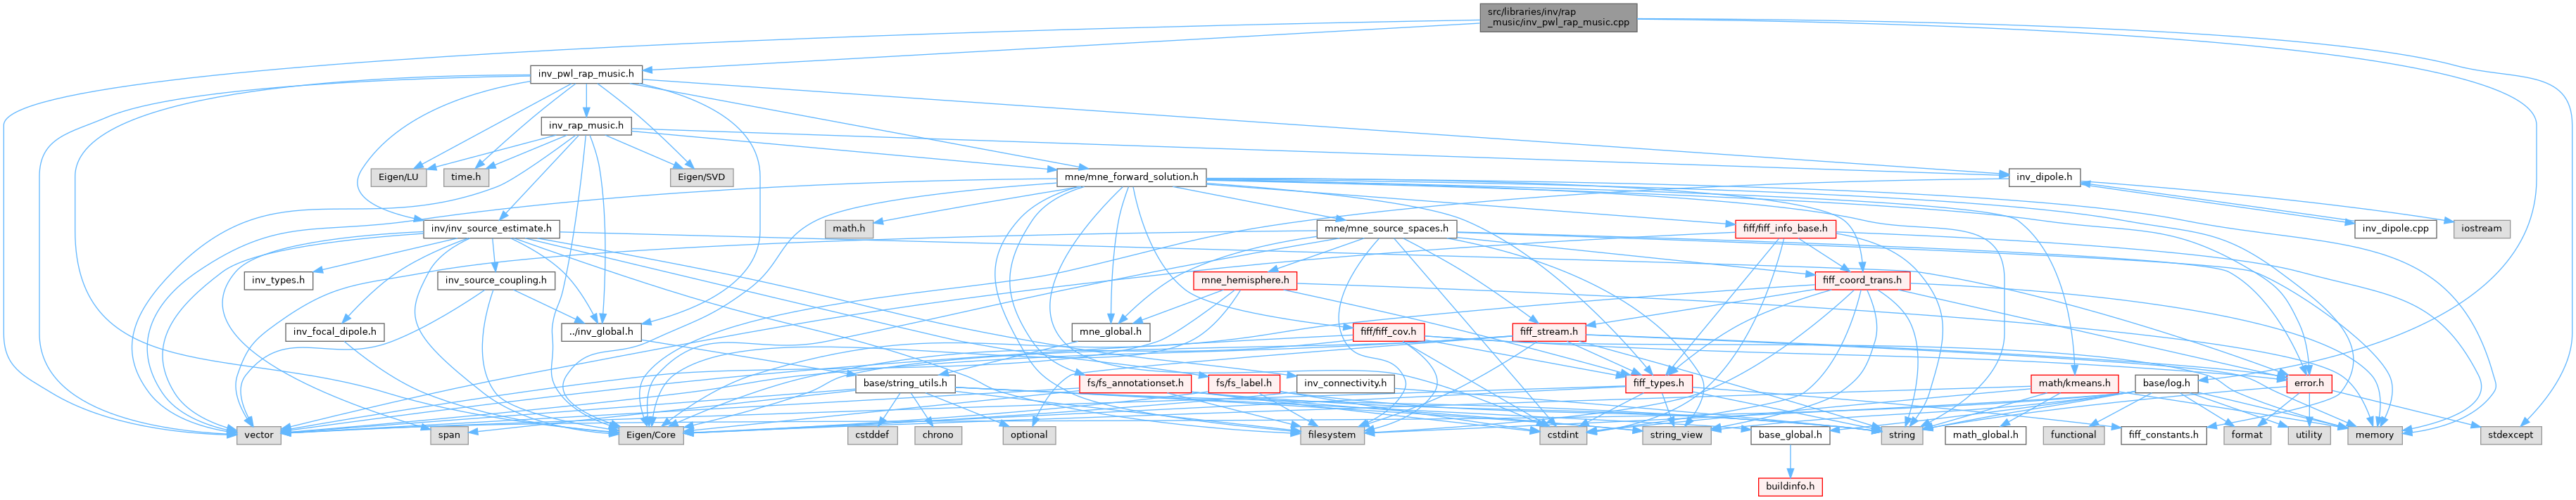 src/libraries/inv/rap
_music/inv_pwl_rap_music.cpp
inv_pwl_rap_music.h
inv_rap_music.h
Eigen/LU
time.h
Eigen/SVD
mne/mne_forward_solution.h
inv_dipole.h
inv/inv_source_estimate.h
math.h
mne/mne_source_spaces.h
fiff/fiff_info_base.h
inv_dipole.cpp
iostream
inv_types.h
inv_source_coupling.h
mne_hemisphere.h
fiff_coord_trans.h
inv_focal_dipole.h
../inv_global.h
mne_global.h
fiff/fiff_cov.h
fiff_stream.h
base/string_utils.h
fs/fs_annotationset.h
fs/fs_label.h
inv_connectivity.h
fiff_types.h
math/kmeans.h
base/log.h
error.h
vector
span
Eigen/Core
cstddef
chrono
optional
filesystem
cstdint
string_view
base_global.h
string
math_global.h
functional
fiff_constants.h
format
utility
memory
stdexcept
buildinfo.h